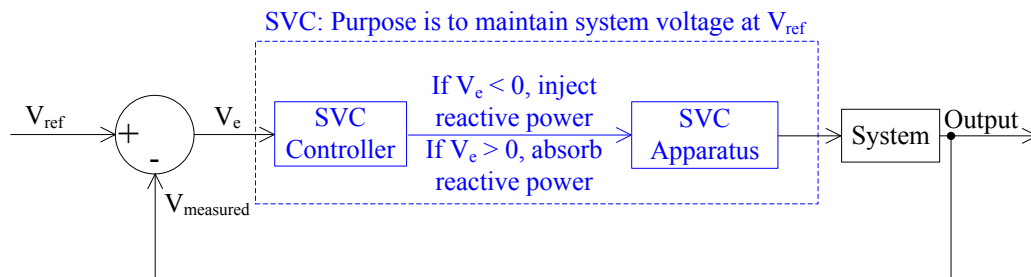 SVC: Purpose is to maintain system voltage at Vref
If Ve < 0, inject
reactive power
If Ve > 0, absorb
reactive power
Vref
+
-
Ve
SVC
Controller
SVC
Apparatus
System
Output
Vmeasured